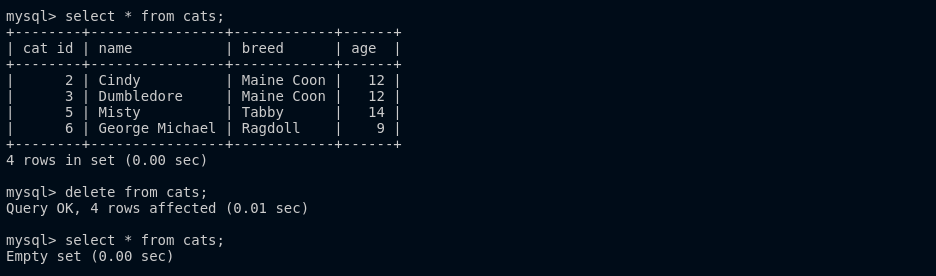 mysql> select * from cats;
+--------+----------------+------------+------+
| cat id | name           | breed      | age  |
+--------+----------------+------------+------+
|      2 | Cindy          | Maine Coon |   12 |
|      3 | Dumbledore     | Maine Coon |   12 |
|      5 | Misty          | Tabby      |   14 |
|      6 | George Michael | Ragdoll    |    9 |
+--------+----------------+------------+------+
4 rows in set (0.00 sec)

mysql> delete from cats;
Query OK, 4 rows affected (0.01 sec)

mysql> select * from cats;
Empty set (0.00 sec)